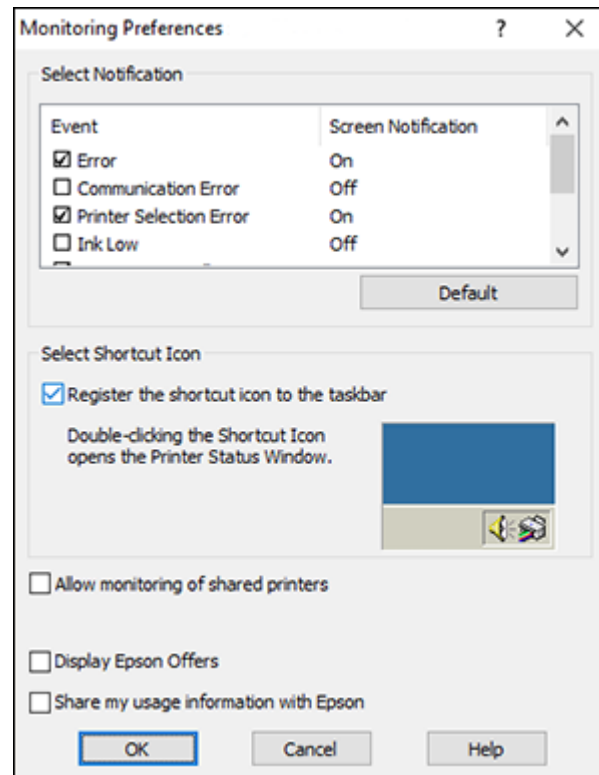 Monitoring Preferences ?
Select Notification
Event Screen Notification
Error On
Communication Error Off
Printer Selection Error On
Ink Low Off
Default
Select Shortcut Icon
Register the shortcut icon to the taskbar
Double-clicking the Shortcut Icon
opens the Printer Status Window.
Allow monitoring of shared printers
Display Epson Offers
Share my usage information with Epson
OK Cancel Help